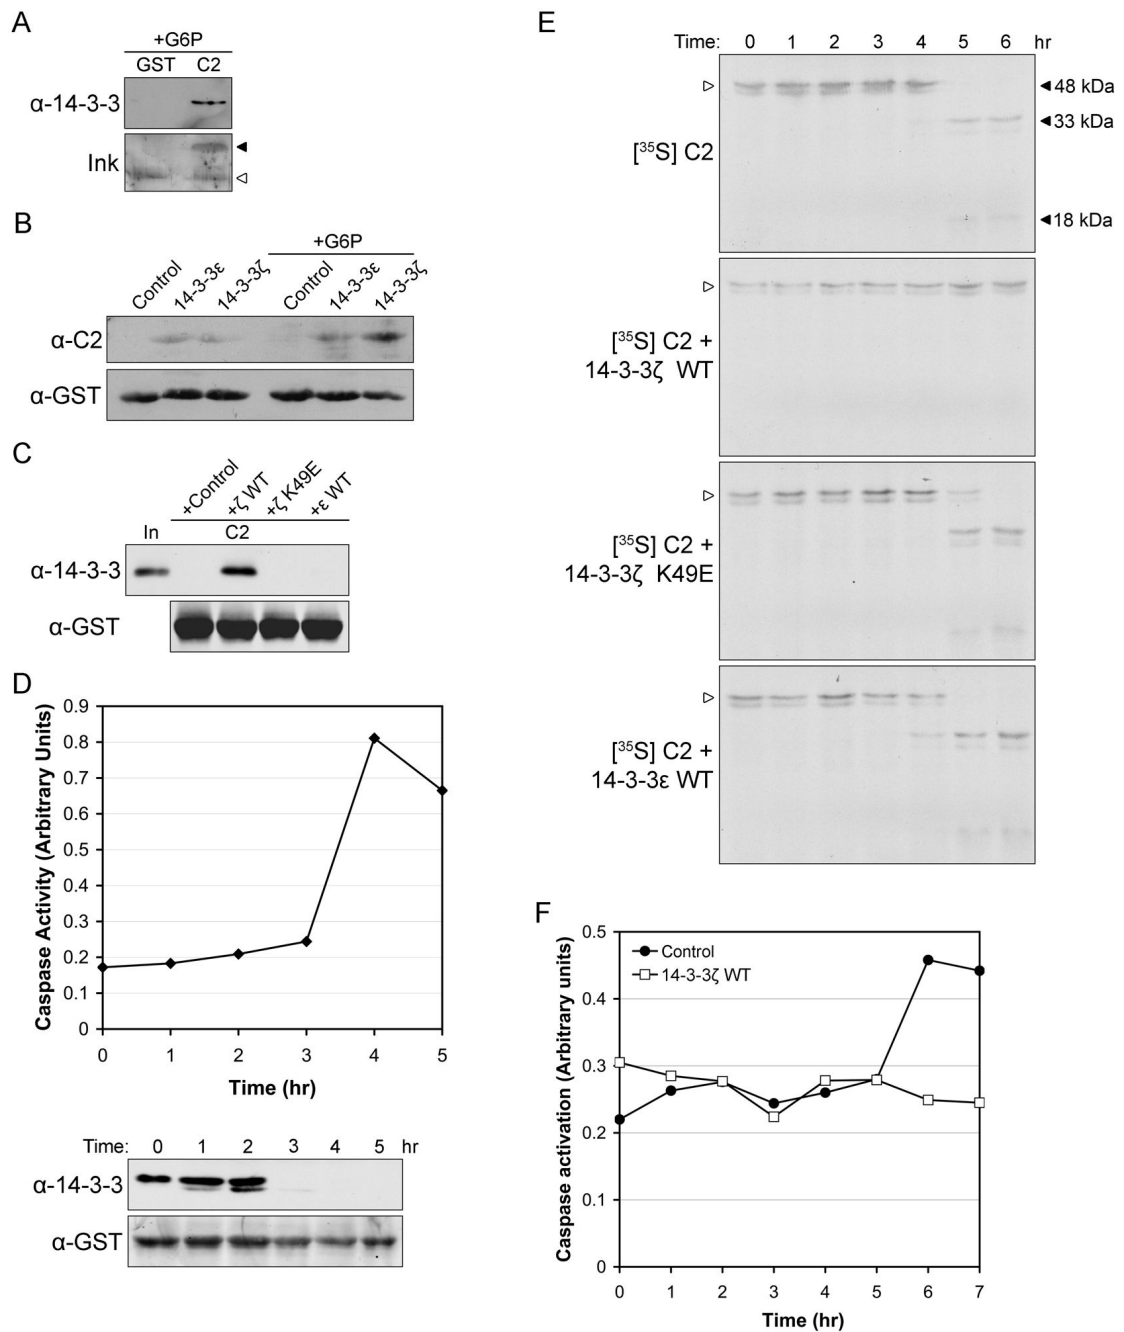 A
+G6P
GST C2
α-14-3-3
Ink
B
+G6P
Control 14-3-3ε 14-3-3ζ Control 14-3-3ε 14-3-3ζ
α-C2
α-GST
C
+Control +ζ WT +ζ K49E +ε WT
In C2
α-14-3-3
α-GST
D
Caspase Activity (Arbitrary Units)
0.9
0.8
0.7
0.6
0.5
0.4
0.3
0.2
0.1
0
0 1 2 3 4 5
Time (hr)
Time: 0 1 2 3 4 5 hr
α-14-3-3
α-GST
E
Time: 0 1 2 3 4 5 6 hr
48 kDa
33 kDa
[³⁵S] C2
18 kDa
[³⁵S] C2 +
14-3-3ζ WT
[³⁵S] C2 +
14-3-3ζ K49E
[³⁵S] C2 +
14-3-3ε WT
F
Caspase activation (Arbitrary units)
0.5
0.4
0.3
0.2
0.1
0
Control
14-3-3ζ WT
0 1 2 3 4 5 6 7
Time (hr)